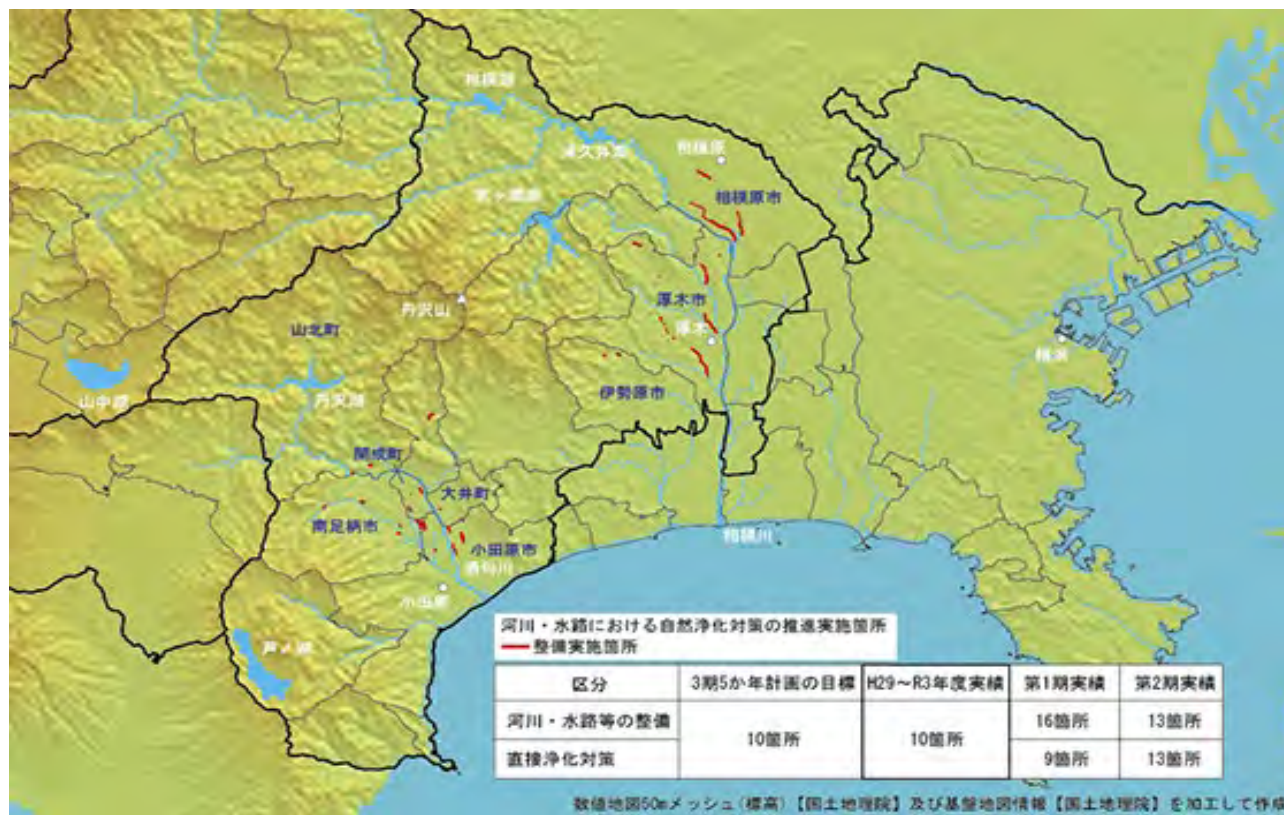 相模湖
津久井湖
相模原
宮ヶ瀬湖
相模原市
丹沢山
厚木市
山北町
厚木
横浜
山中湖
丹沢湖
伊勢原市
開成町
大井町
南足柄市
小田原市
酒匂川
相模川
小田原
芦ノ湖
河川・水路における自然浄化対策の推進実施箇所
整備実施箇所
区分 3期5か年計画の目標 H29～R3年度実績 第1期実績 第2期実績
河川・水路等の整備 10箇所 10箇所 16箇所 13箇所
直接浄化対策 9箇所 13箇所
数値地図50mメッシュ(標高)【国土地理院】及び基盤地図情報【国土地理院】を加工して作成